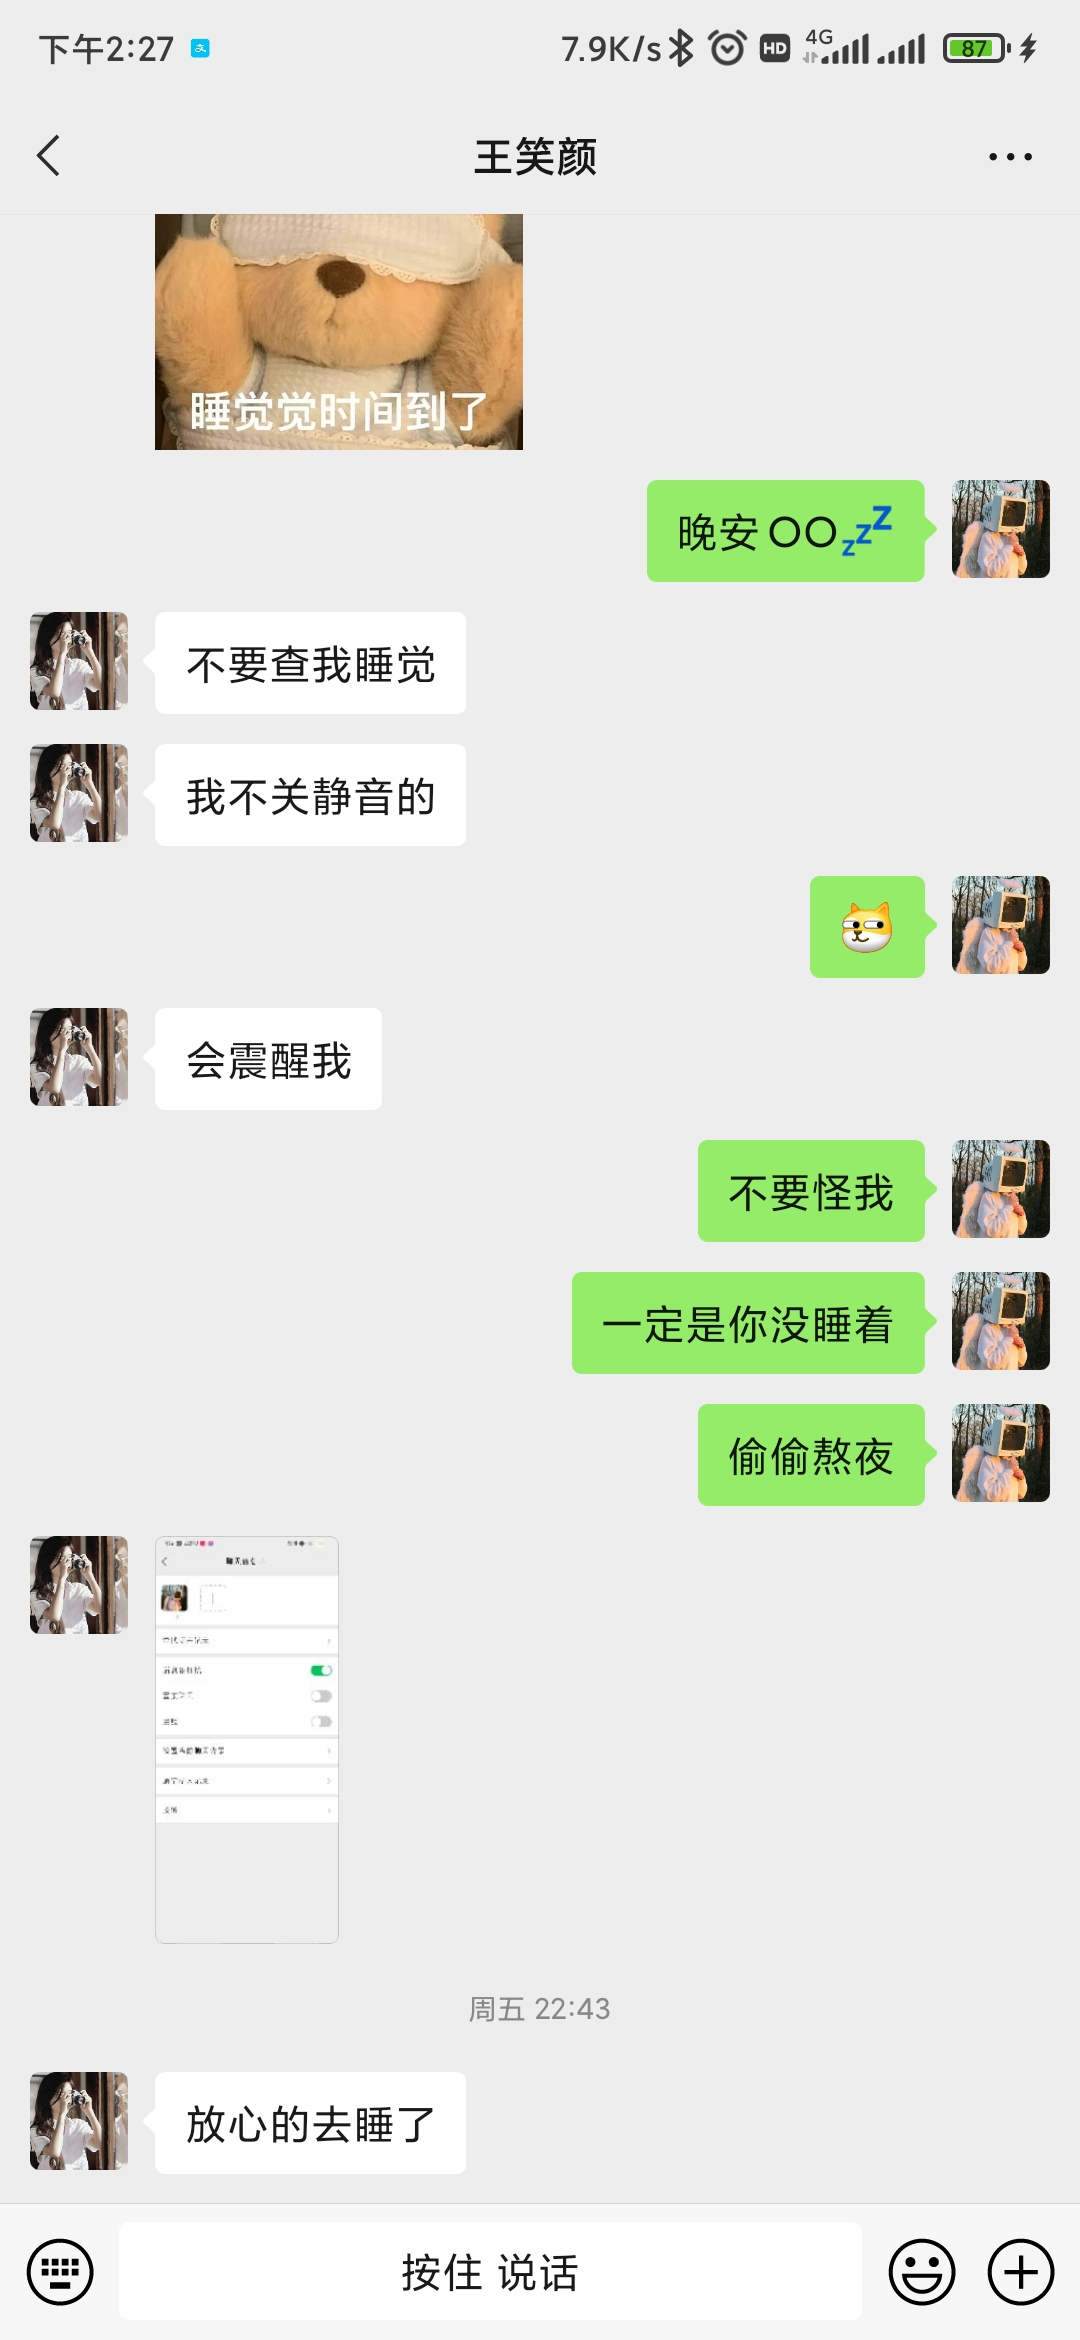 下午2:27
7.9K/s HD 4G 87
王笑颜
睡觉觉时间到了
晚安○○💤
不要查我睡觉
我不关静音的
会震醒我
不要怪我
一定是你没睡着
偷偷熬夜
周五 22:43
放心的去睡了
按住 说话